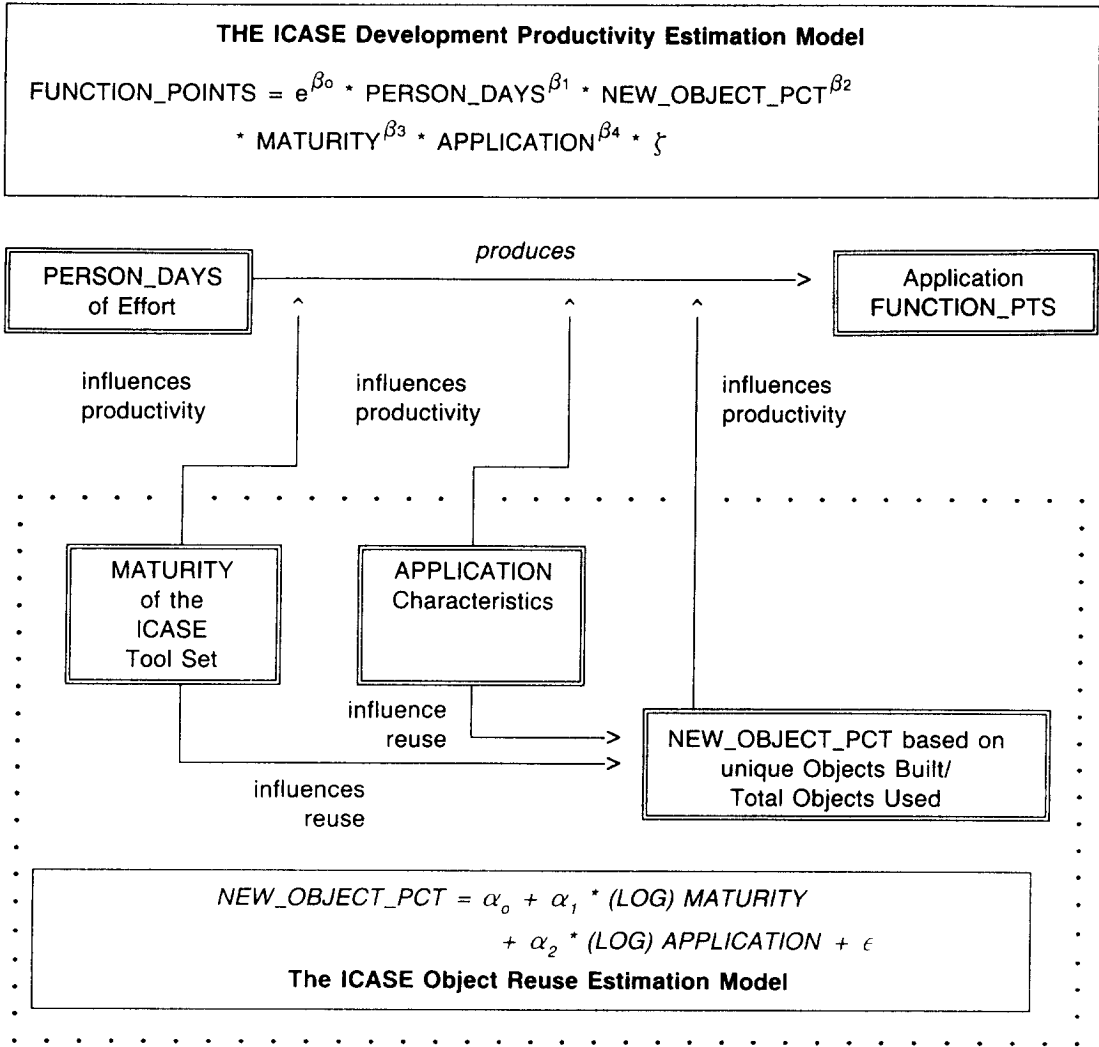 THE ICASE Development Productivity Estimation Model
FUNCTION_POINTS = e^β₀ * PERSON_DAYS^β₁ * NEW_OBJECT_PCT^β₂
* MATURITY^β₃ * APPLICATION^β₄ * ζ
produces
PERSON_DAYS
of Effort
Application
FUNCTION_PTS
influences
productivity
influences
productivity
influences
productivity
MATURITY
of the
ICASE
Tool Set
APPLICATION
Characteristics
influence
reuse
NEW_OBJECT_PCT based on
unique Objects Built/
Total Objects Used
influences
reuse
NEW_OBJECT_PCT = α₀ + α₁ * (LOG) MATURITY
+ α₂ * (LOG) APPLICATION + ϵ
The ICASE Object Reuse Estimation Model